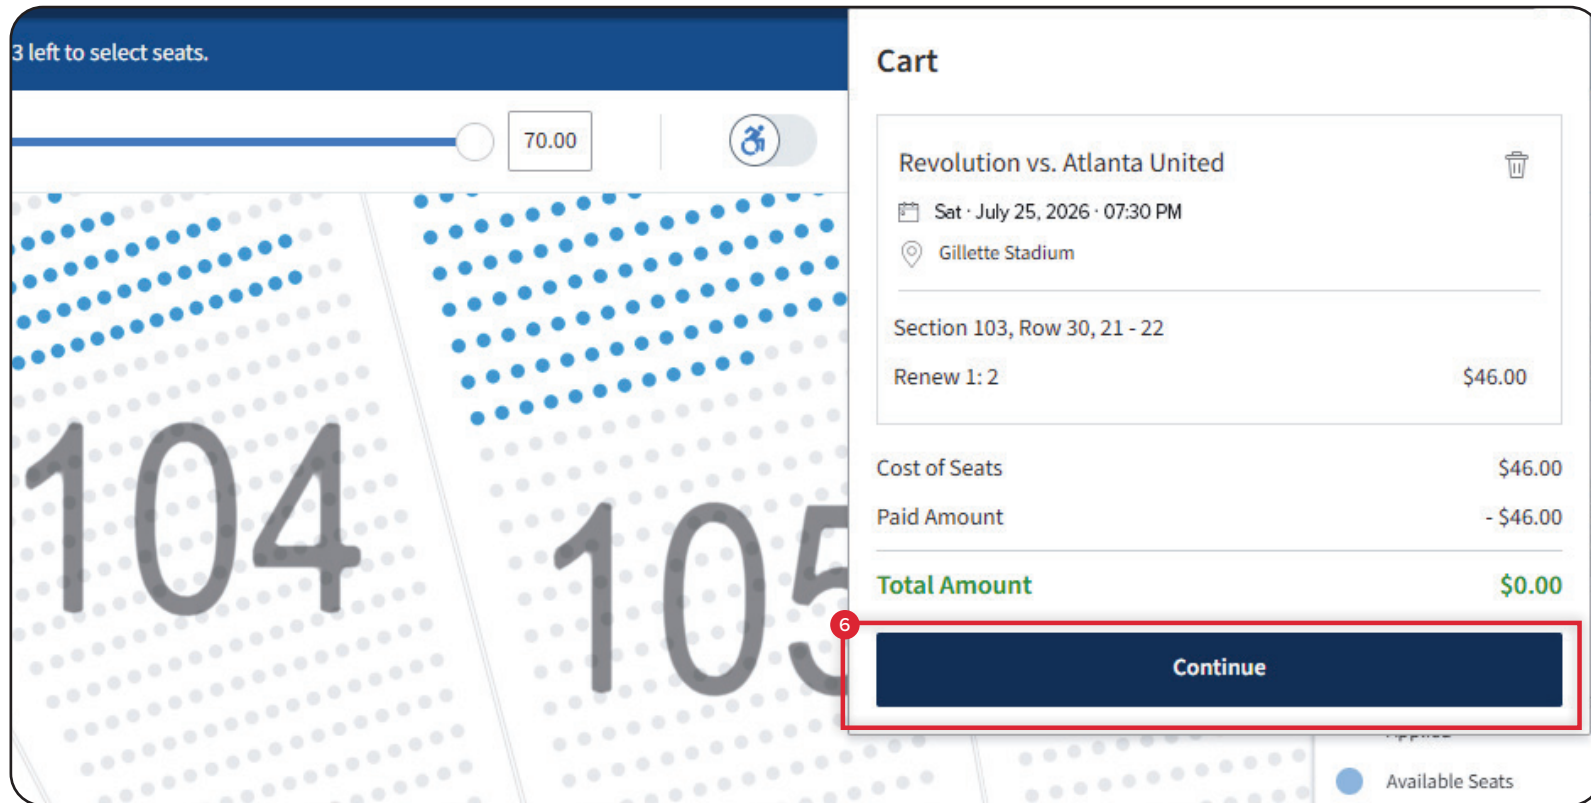 3 left to select seats.
70.00
104
105
Cart
Revolution vs. Atlanta United
Sat · July 25, 2026 · 07:30 PM
Gillette Stadium
Section 103, Row 30, 21 - 22
Renew 1: 2 $46.00
Cost of Seats $46.00
Paid Amount - $46.00
Total Amount $0.00
6
Continue
Available Seats